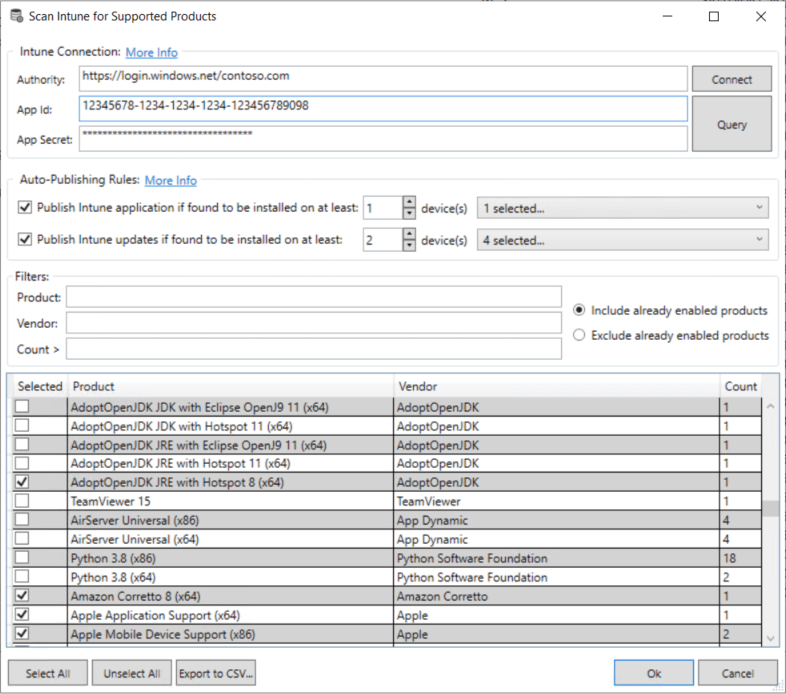 Scan Intune for Supported Products
Intune Connection: More Info
Authority: https://login.windows.net/contoso.com Connect
App Id: 12345678-1234-1234-1234-123456789098 Query
App Secret: **********************************
Auto-Publishing Rules: More Info
Publish Intune application if found to be installed on at least: 1 device(s) 1 selected...
Publish Intune updates if found to be installed on at least: 2 device(s) 4 selected...
Filters:
Product: Include already enabled products
Vendor: Exclude already enabled products
Count >
Selected Product Vendor Count
AdoptOpenJDK JDK with Eclipse OpenJ9 11 (x64) AdoptOpenJDK 1
AdoptOpenJDK JDK with Hotspot 11 (x64) AdoptOpenJDK 1
AdoptOpenJDK JRE with Eclipse OpenJ9 11 (x64) AdoptOpenJDK 1
AdoptOpenJDK JRE with Hotspot 11 (x64) AdoptOpenJDK 1
AdoptOpenJDK JRE with Hotspot 8 (x64) AdoptOpenJDK 1
TeamViewer 15 TeamViewer 1
AirServer Universal (x86) App Dynamic 4
AirServer Universal (x64) App Dynamic 4
Python 3.8 (x86) Python Software Foundation 18
Python 3.8 (x64) Python Software Foundation 2
Amazon Corretto 8 (x64) Amazon Corretto 1
Apple Application Support (x64) Apple 1
Apple Mobile Device Support (x86) Apple 2
Select All Unselect All Export to CSV... Ok Cancel